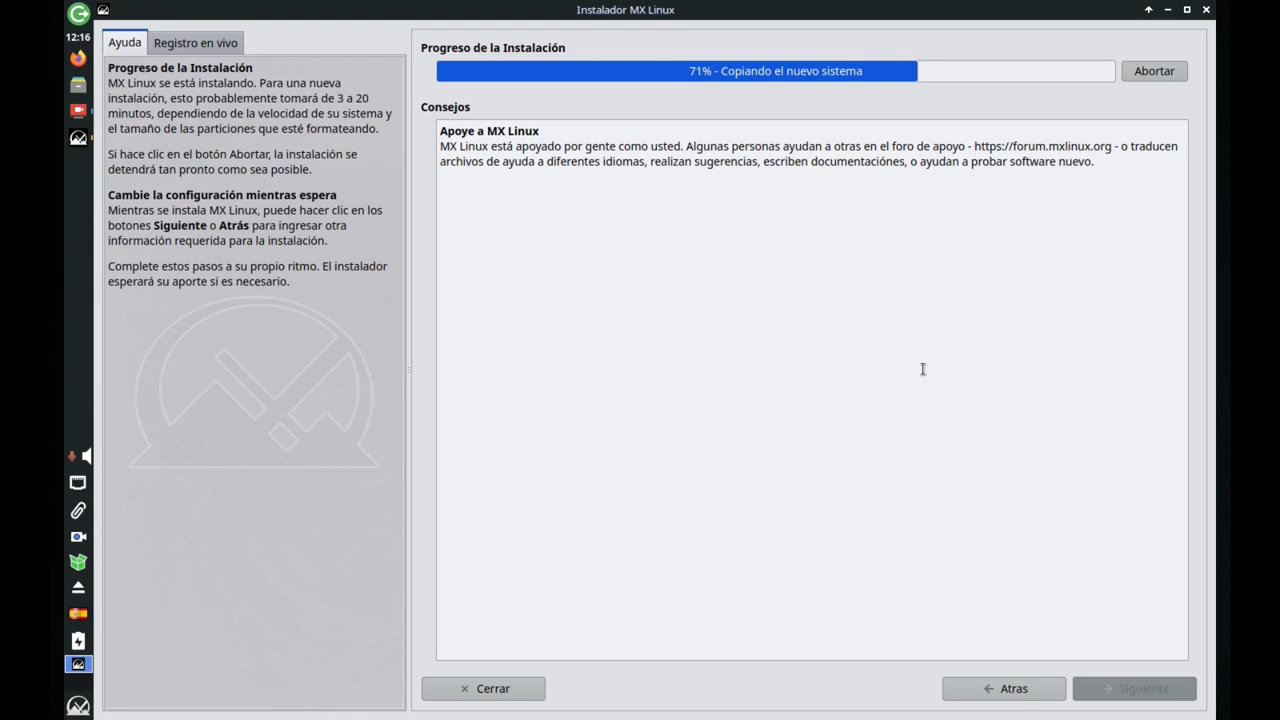 Instalador MX Linux
12:16
Ayuda
Registro en vivo
Progreso de la Instalación
MX Linux se está instalando. Para una nueva
instalación, esto probablemente tomará de 3 a 20
minutos, dependiendo de la velocidad de su sistema y
el tamaño de las particiones que esté formateando.
Si hace clic en el botón Abortar, la instalación se
detendrá tan pronto como sea posible.
Cambie la configuración mientras espera
Mientras se instala MX Linux, puede hacer clic en los
botones Siguiente o Atrás para ingresar otra
información requerida para la instalación.
Complete estos pasos a su propio ritmo. El instalador
esperará su aporte si es necesario.
Progreso de la Instalación
71% - Copiando el nuevo sistema
Abortar
Consejos
Apoye a MX Linux
MX Linux está apoyado por gente como usted. Algunas personas ayudan a otras en el foro de apoyo - https://forum.mxlinux.org - o traducen
archivos de ayuda a diferentes idiomas, realizan sugerencias, escriben documentaciónes, o ayudan a probar software nuevo.
Cerrar
Atras
Siguiente